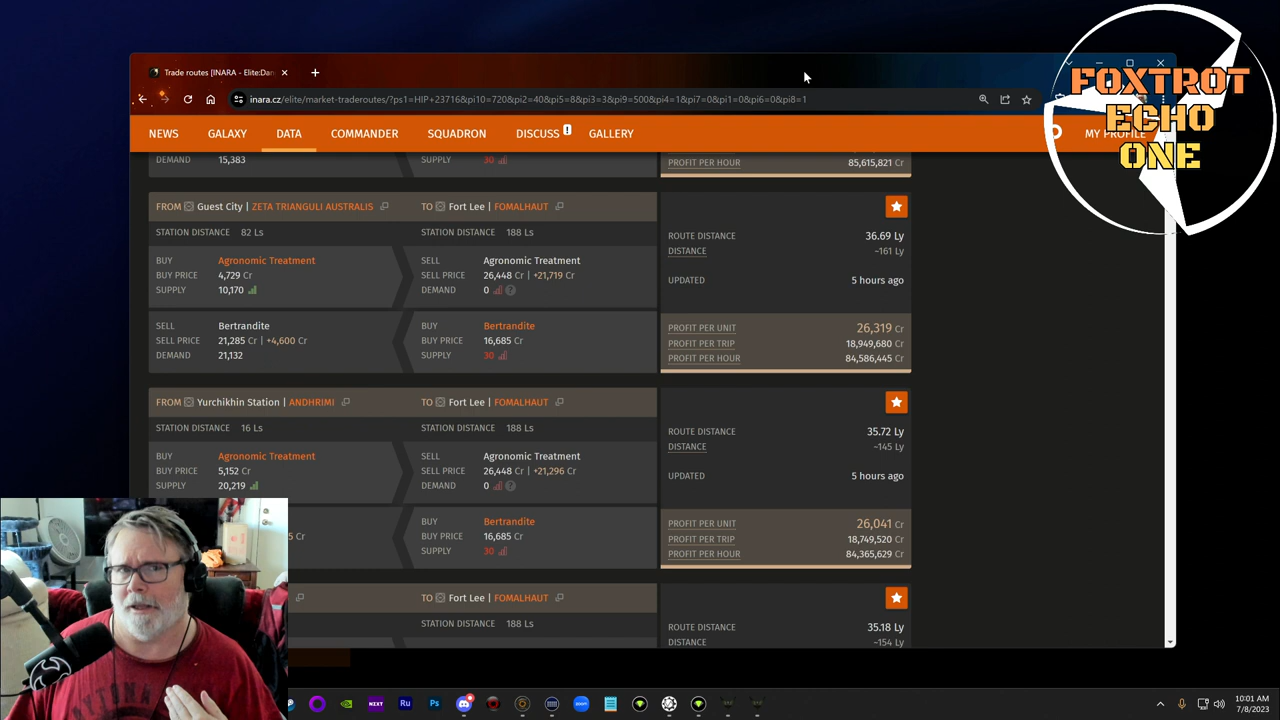 Trade routes [INARA - Elite:Dan
inara.cz/elite/market-traderoutes/?ps1=HIP+23716&pi10=720&pi2=40&pi5=8&pi3=3&pi9=500&pi4=1&pi7=0&pi1=0&pi6=0&pi8=1
NEWS GALAXY DATA COMMANDER SQUADRON DISCUSS ! GALLERY MY PROFILE
FOXTROT
ECHO
ONE
DEMAND 15,383 SUPPLY 30 PROFIT PER HOUR 85,615,821 Cr
FROM Guest City | ZETA TRIANGULI AUSTRALIS TO Fort Lee | FOMALHAUT
STATION DISTANCE 82 Ls STATION DISTANCE 188 Ls ROUTE DISTANCE 36.69 Ly
DISTANCE ~161 Ly
BUY Agronomic Treatment SELL Agronomic Treatment
BUY PRICE 4,729 Cr SELL PRICE 26,448 Cr | +21,719 Cr UPDATED 5 hours ago
SUPPLY 10,170 DEMAND 0 ?
SELL Bertrandite BUY Bertrandite PROFIT PER UNIT 26,319 Cr
SELL PRICE 21,285 Cr | +4,600 Cr BUY PRICE 16,685 Cr PROFIT PER TRIP 18,949,680 Cr
DEMAND 21,132 SUPPLY 30 PROFIT PER HOUR 84,586,445 Cr
FROM Yurchikhin Station | ANDHRIMI TO Fort Lee | FOMALHAUT
STATION DISTANCE 16 Ls STATION DISTANCE 188 Ls ROUTE DISTANCE 35.72 Ly
DISTANCE ~145 Ly
BUY Agronomic Treatment SELL Agronomic Treatment
BUY PRICE 5,152 Cr SELL PRICE 26,448 Cr | +21,296 Cr UPDATED 5 hours ago
SUPPLY 20,219 DEMAND 0 ?
BUY Bertrandite PROFIT PER UNIT 26,041 Cr
5 Cr BUY PRICE 16,685 Cr PROFIT PER TRIP 18,749,520 Cr
SUPPLY 30 PROFIT PER HOUR 84,365,629 Cr
TO Fort Lee | FOMALHAUT
STATION DISTANCE 188 Ls ROUTE DISTANCE 35.18 Ly
DISTANCE ~154 Ly
NEXT Ru Ps zoom
10:01 AM
7/8/2023